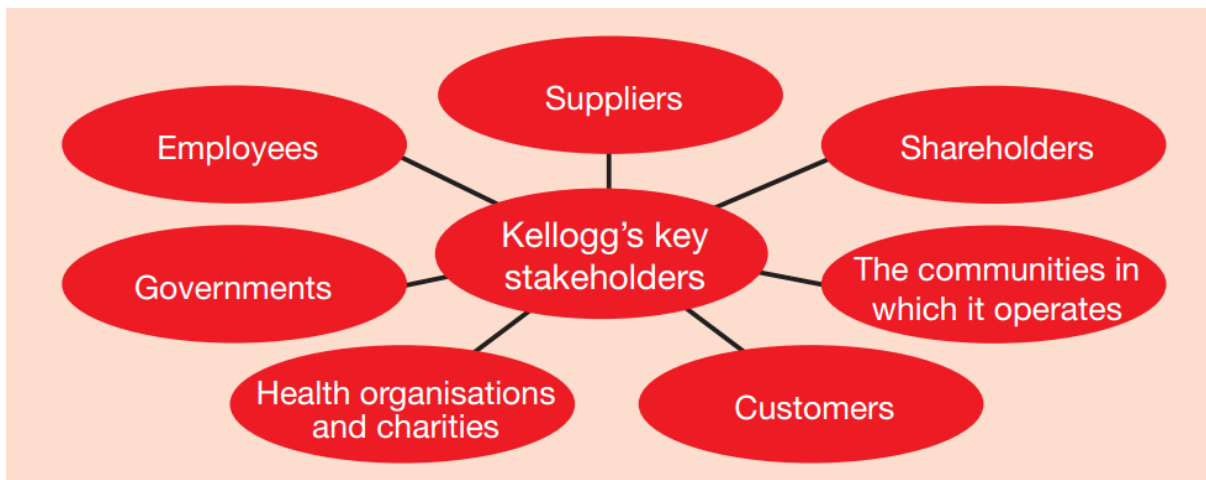 Suppliers
Employees
Shareholders
Kellogg's key
stakeholders
Governments
The communities in
which it operates
Health organisations
and charities
Customers